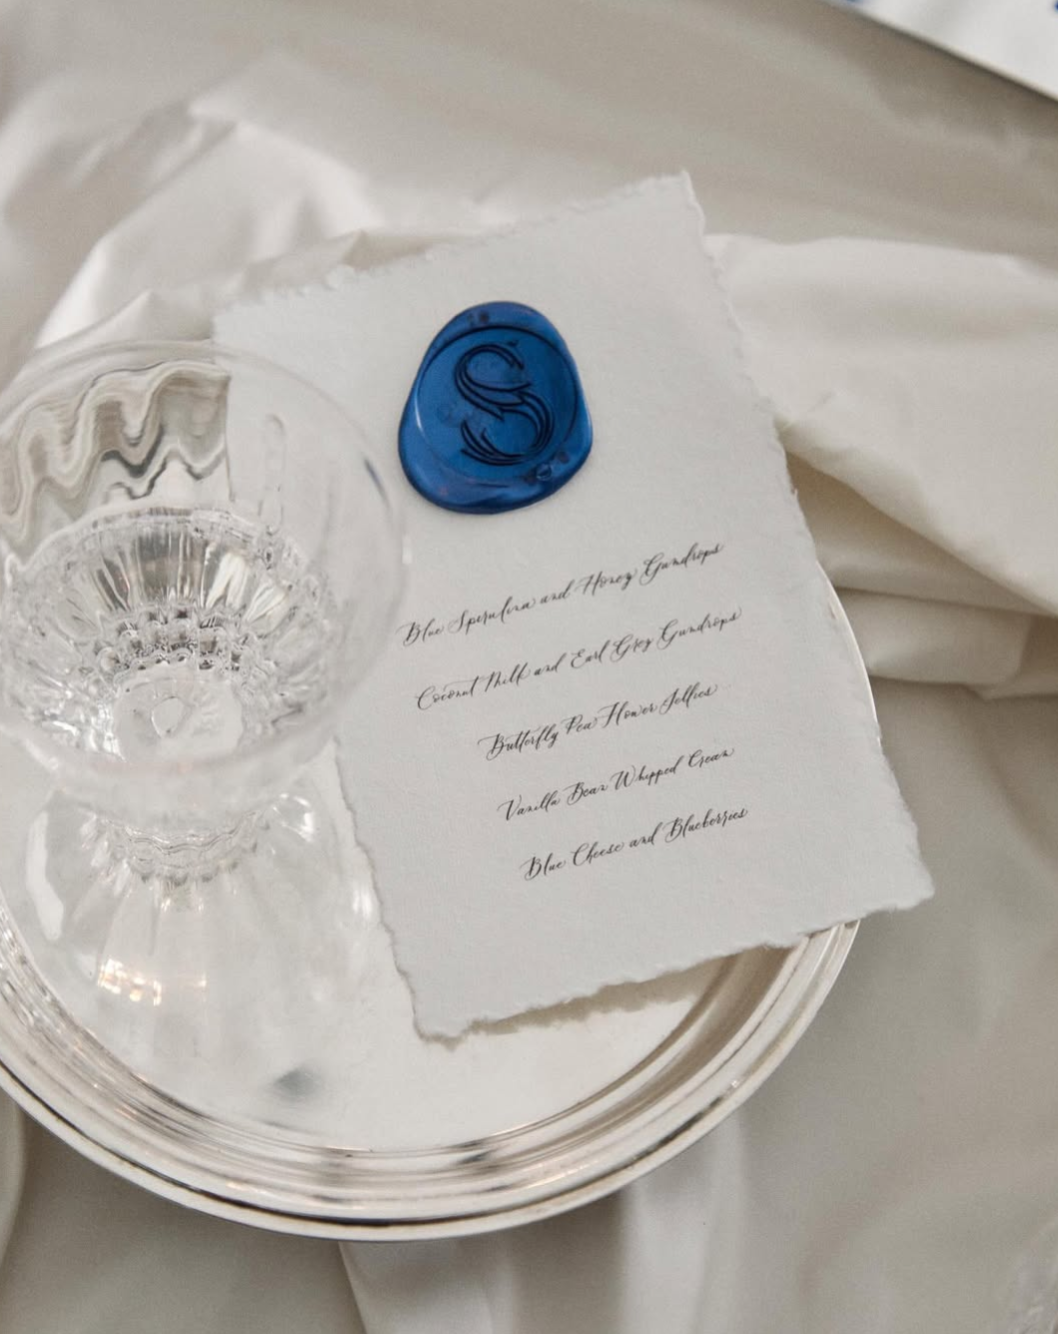 S
Blue Spirulina and Honey Gumdrops
Coconut Milk and Earl Grey Gumdrops
Butterfly Pea Flower Jellies
Vanilla Bean Whipped Cream
Blue Cheese and Blueberries